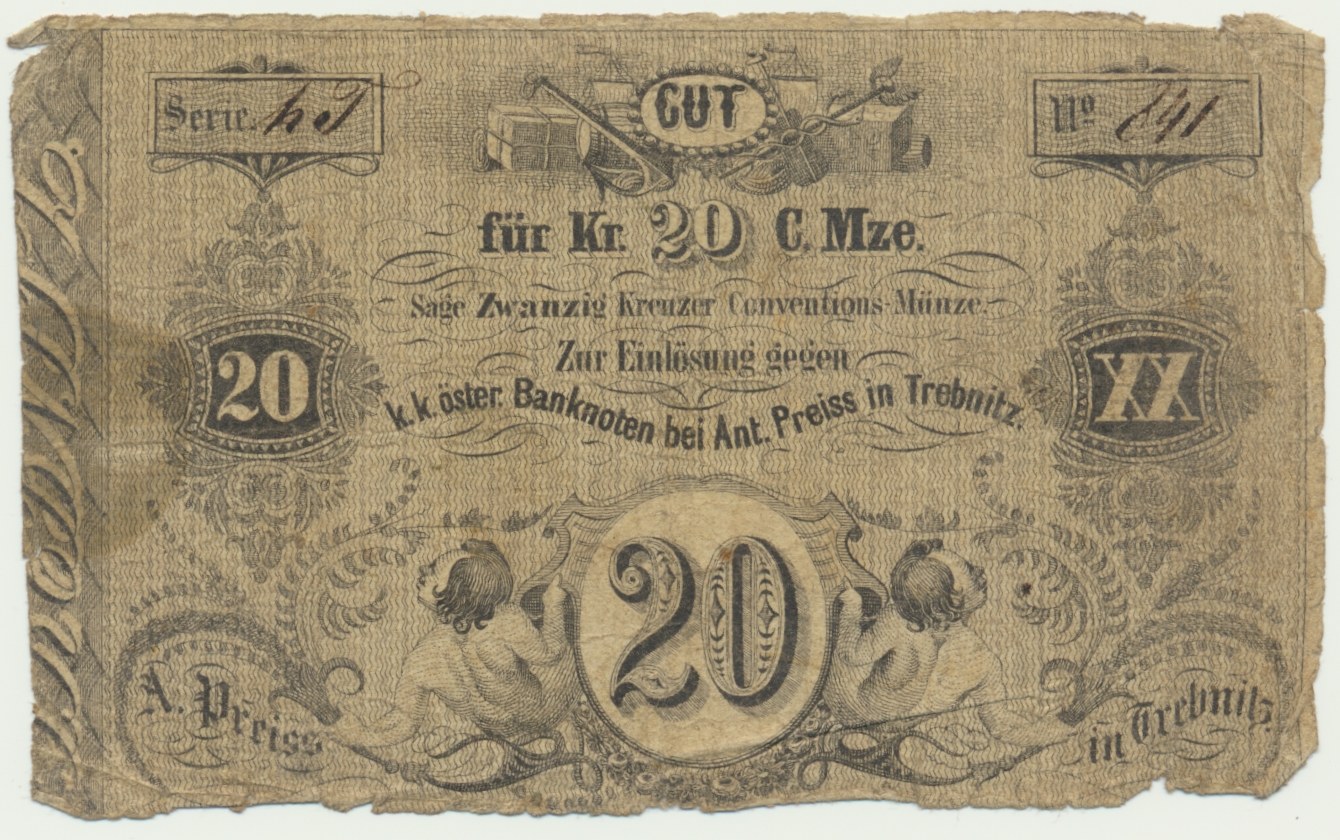 Serie.
GUT
No 841
für Kr. 20 C. Mze.
Sage Zwanzig Kreuzer Conventions-Münze.
Zur Einlösung gegen
k. k. öster. Banknoten bei Ant. Preiss in Trebnitz.
20
XX
20
A. Preiss
in Trebnitz